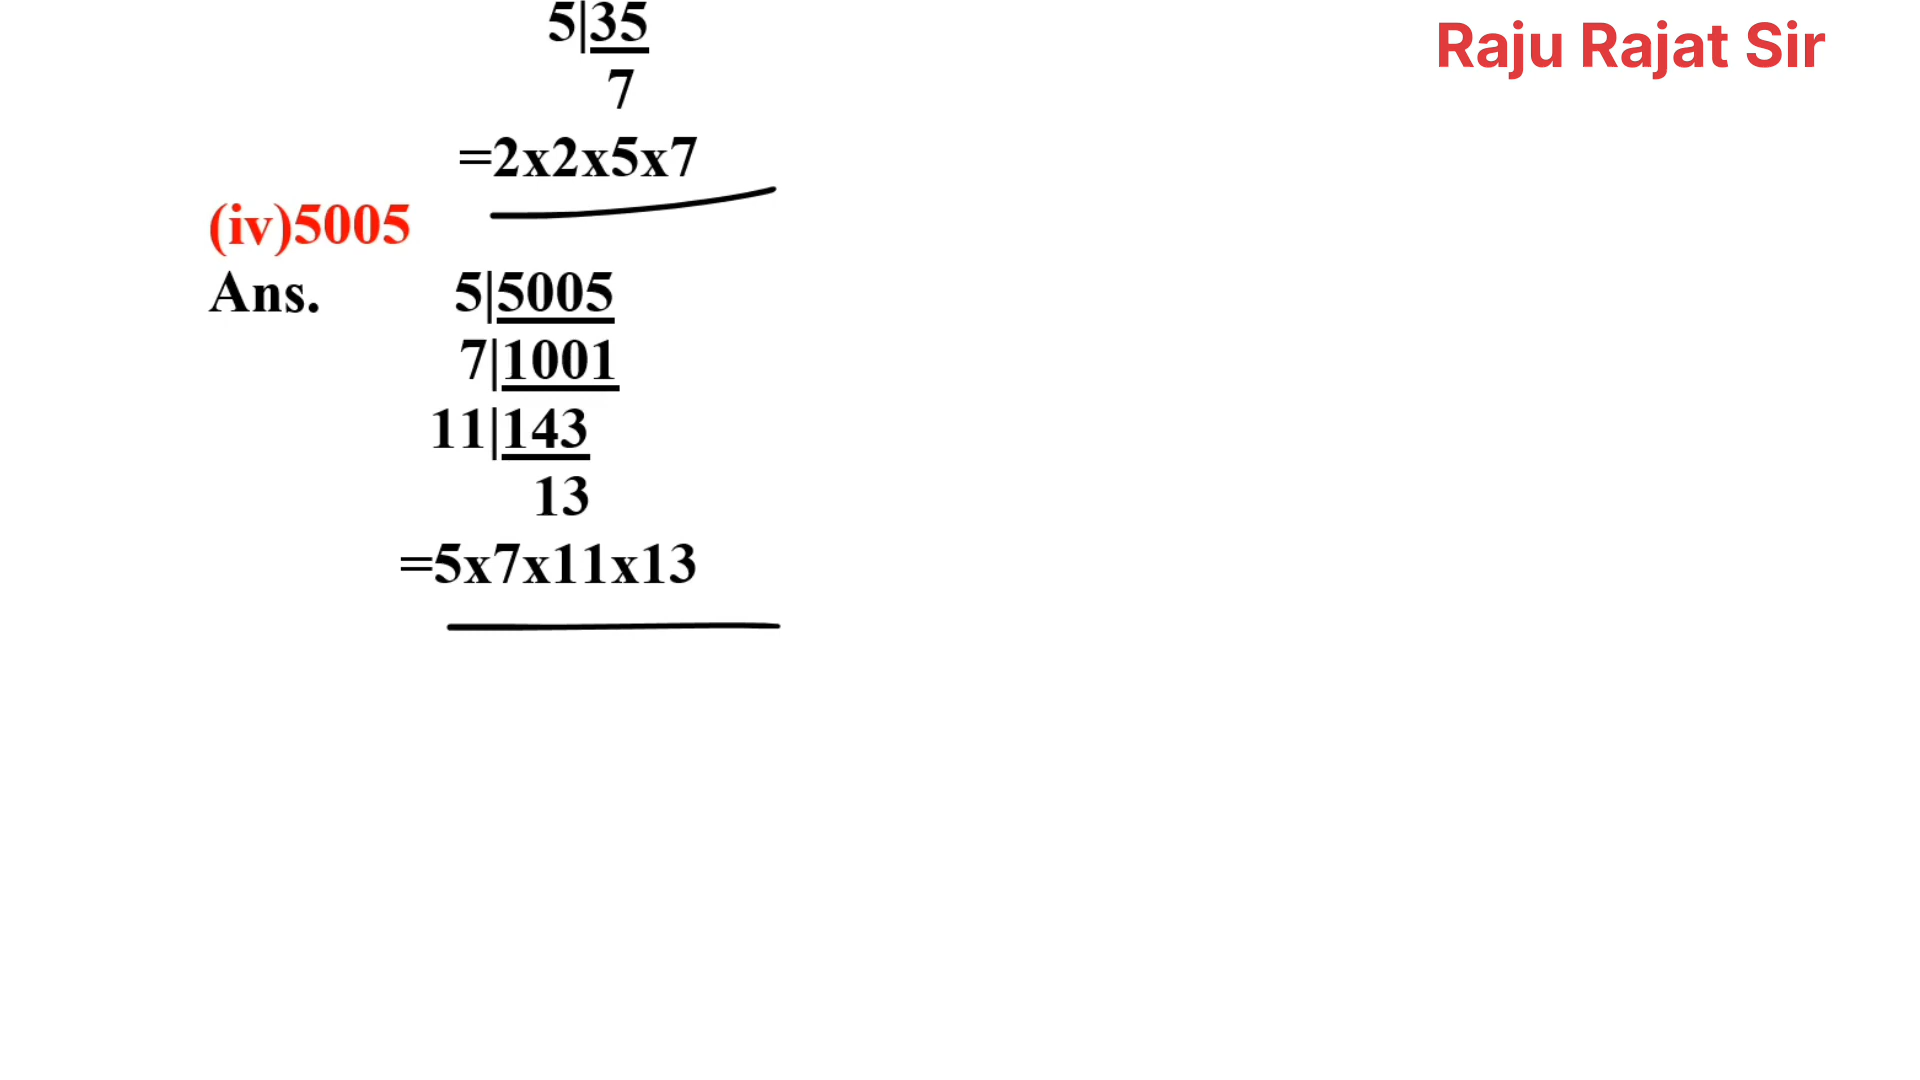 5|35
7
Raju Rajat Sir
=2x2x5x7
(iv)5005
Ans. 5|5005
7|1001
11|143
13
=5x7x11x13